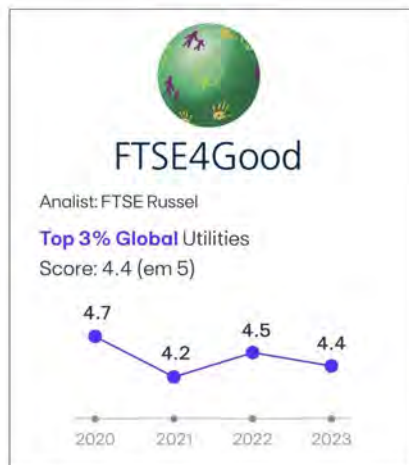 FTSE4Good
Analist: FTSE Russel
Top 3% Global Utilities
Score: 4.4 (em 5)
4.7
4.2
4.5
4.4
2020
2021
2022
2023